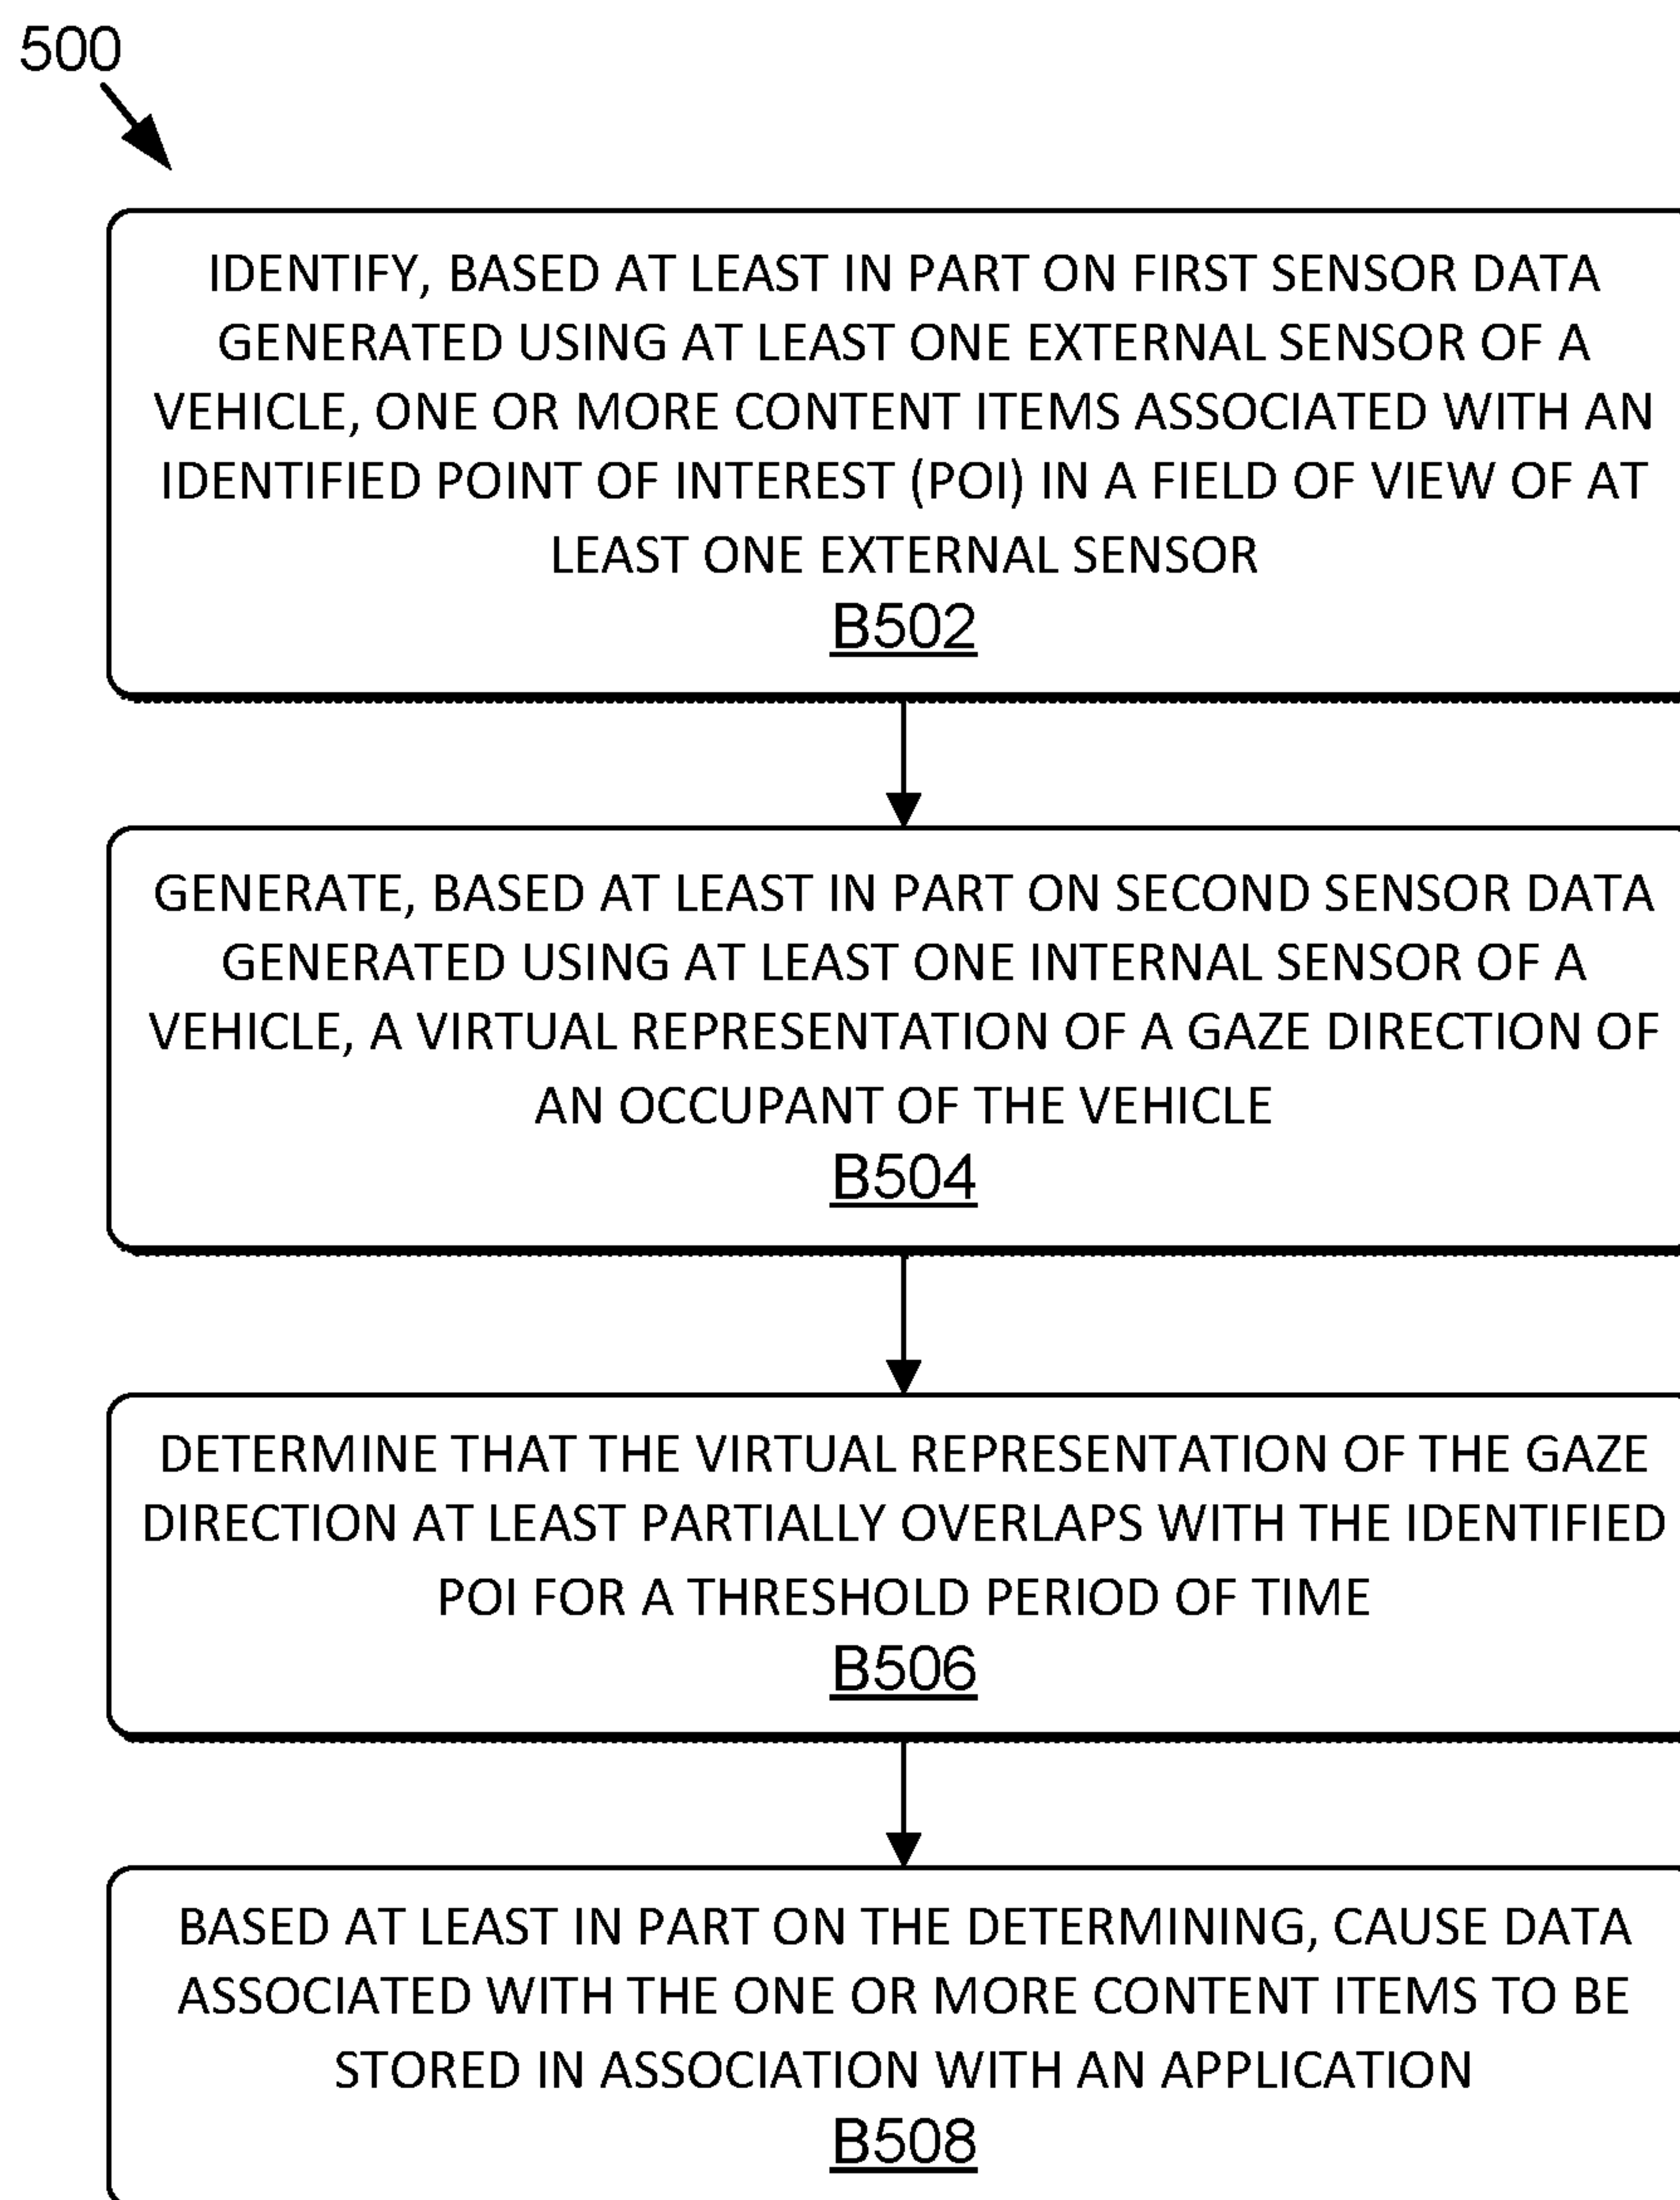 500
IDENTIFY, BASED AT LEAST IN PART ON FIRST SENSOR DATA
GENERATED USING AT LEAST ONE EXTERNAL SENSOR OF A
VEHICLE, ONE OR MORE CONTENT ITEMS ASSOCIATED WITH AN
IDENTIFIED POINT OF INTEREST (POI) IN A FIELD OF VIEW OF AT
LEAST ONE EXTERNAL SENSOR
B502
GENERATE, BASED AT LEAST IN PART ON SECOND SENSOR DATA
GENERATED USING AT LEAST ONE INTERNAL SENSOR OF A
VEHICLE, A VIRTUAL REPRESENTATION OF A GAZE DIRECTION OF
AN OCCUPANT OF THE VEHICLE
B504
DETERMINE THAT THE VIRTUAL REPRESENTATION OF THE GAZE
DIRECTION AT LEAST PARTIALLY OVERLAPS WITH THE IDENTIFIED
POI FOR A THRESHOLD PERIOD OF TIME
B506
BASED AT LEAST IN PART ON THE DETERMINING, CAUSE DATA
ASSOCIATED WITH THE ONE OR MORE CONTENT ITEMS TO BE
STORED IN ASSOCIATION WITH AN APPLICATION
B508